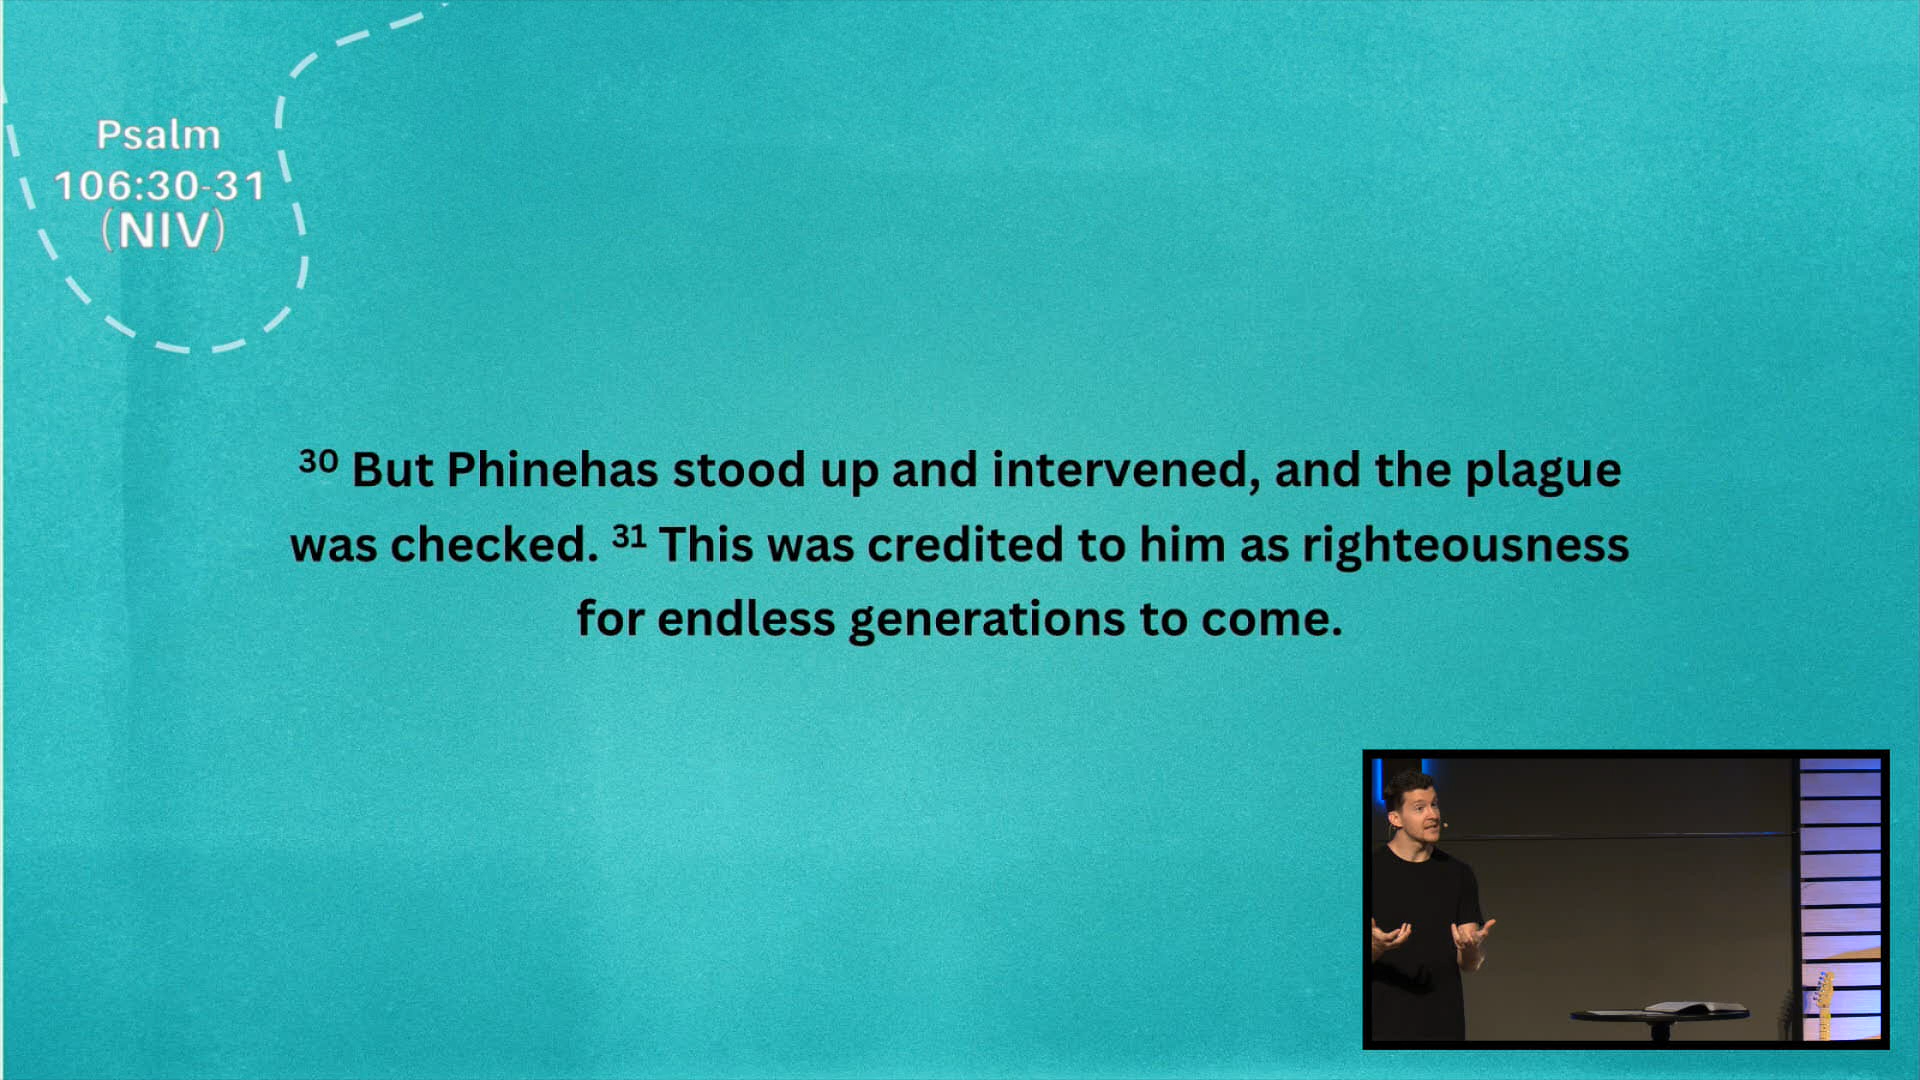 Psalm
106:30-31
(NIV)
³⁰ But Phinehas stood up and intervened, and the plague
was checked. ³¹ This was credited to him as righteousness
for endless generations to come.